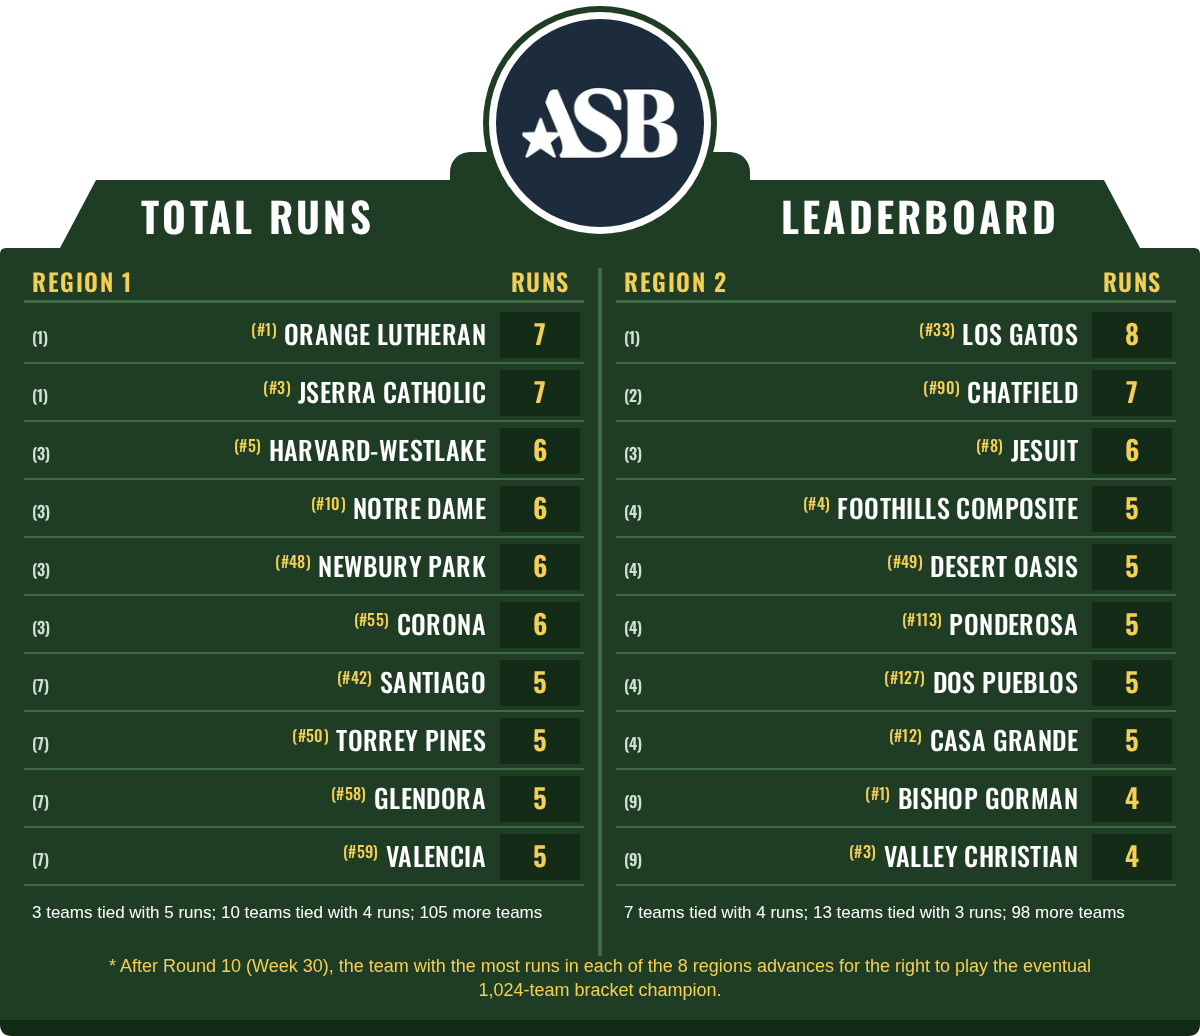 ASB
TOTAL RUNS
LEADERBOARD
REGION 1 RUNS
(1) (#1) ORANGE LUTHERAN 7
(1) (#3) JSERRA CATHOLIC 7
(3) (#5) HARVARD-WESTLAKE 6
(3) (#10) NOTRE DAME 6
(3) (#48) NEWBURY PARK 6
(3) (#55) CORONA 6
(7) (#42) SANTIAGO 5
(7) (#50) TORREY PINES 5
(7) (#58) GLENDORA 5
(7) (#59) VALENCIA 5
3 teams tied with 5 runs; 10 teams tied with 4 runs; 105 more teams
REGION 2 RUNS
(1) (#33) LOS GATOS 8
(2) (#90) CHATFIELD 7
(3) (#8) JESUIT 6
(4) (#4) FOOTHILLS COMPOSITE 5
(4) (#49) DESERT OASIS 5
(4) (#113) PONDEROSA 5
(4) (#127) DOS PUEBLOS 5
(4) (#12) CASA GRANDE 5
(9) (#1) BISHOP GORMAN 4
(9) (#3) VALLEY CHRISTIAN 4
7 teams tied with 4 runs; 13 teams tied with 3 runs; 98 more teams
* After Round 10 (Week 30), the team with the most runs in each of the 8 regions advances for the right to play the eventual
1,024-team bracket champion.